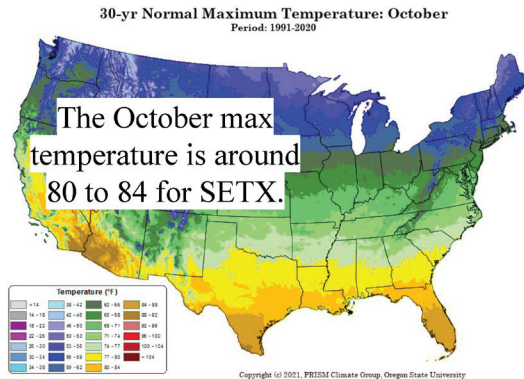 30-yr Normal Maximum Temperature: October
Period: 1991-2020
The October max
temperature is around
80 to 84 for SETX.
Temperature (°F)
< 14
14 - 18
18 - 22
22 - 26
26 - 30
30 - 34
34 - 38
38 - 42
42 - 46
46 - 50
50 - 53
53 - 56
56 - 59
59 - 62
62 - 65
65 - 68
68 - 71
71 - 74
74 - 77
77 - 80
80 - 84
84 - 88
88 - 92
92 - 96
96 - 100
100 - 104
> 104
Copyright (c) 2021, PRISM Climate Group, Oregon State University